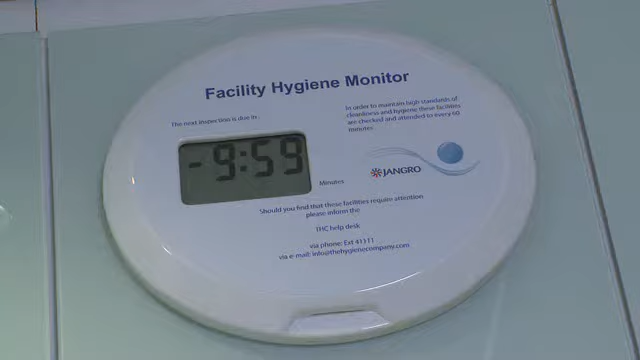 Facility Hygiene Monitor
The next inspection is due in:
In order to maintain high standards of
cleanliness and hygiene these facilities
are checked and attended to every 60
minutes
-9:59
Minutes
JANGRO
Should you find that these facilities require attention
please inform the
THC help desk
via phone: Ext 41311
via e-mail: info@thehygienecompany.com